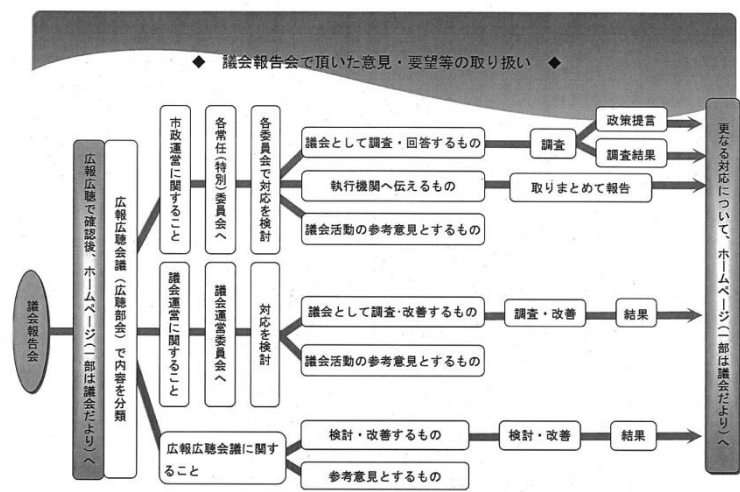 ◆ 議会報告会で頂いた意見・要望等の取り扱い ◆
議会報告会
広報広聴で確認後、ホームページ(一部は議会だより)へ
広報広聴会議(広聴部会)で内容を分類
市政運営に関すること
各常任(特別)委員会へ
各委員会で対応を検討
議会として調査・回答するもの
調査
政策提言
調査結果
執行機関へ伝えるもの
取りまとめて報告
議会活動の参考意見とするもの
議会運営に関すること
議会運営委員会へ
対応を検討
議会として調査・改善するもの
調査・改善
結果
議会活動の参考意見とするもの
広報広聴会議に関す
ること
検討・改善するもの
検討・改善
結果
参考意見とするもの
更なる対応について、ホームページ(一部は議会だより)へ